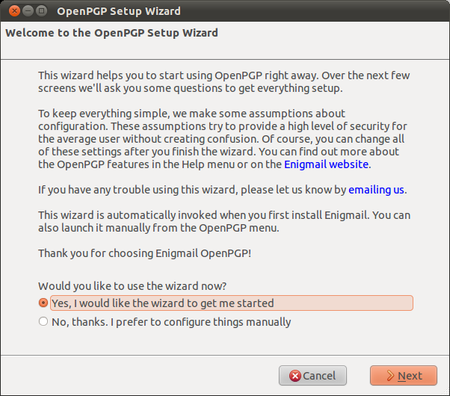 OpenPGP Setup Wizard
Welcome to the OpenPGP Setup Wizard
This wizard helps you to start using OpenPGP right away. Over the next few
screens we'll ask you some questions to get everything setup.
To keep everything simple, we make some assumptions about
configuration. These assumptions try to provide a high level of security for
the average user without creating confusion. Of course, you can change all
of these settings after you finish the wizard. You can find out more about
the OpenPGP features in the Help menu or on the Enigmail website.
If you have any trouble using this wizard, please let us know by emailing us.
This wizard is automatically invoked when you first install Enigmail. You can
also launch it manually from the OpenPGP menu.
Thank you for choosing Enigmail OpenPGP!
Would you like to use the wizard now?
Yes, I would like the wizard to get me started
No, thanks. I prefer to configure things manually
Cancel Next